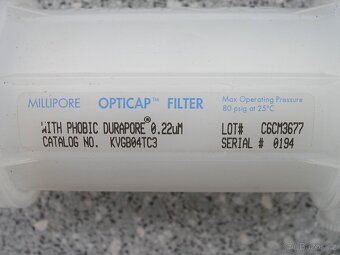 MILLIPORE OPTICAP™ FILTER
Max Operating Pressure
80 psig at 25°C
WITH PHOBIC DURAPORE® 0.22uM
LOT# C6CM3677
CATALOG NO. KVGB04TC3
SERIAL # 0194